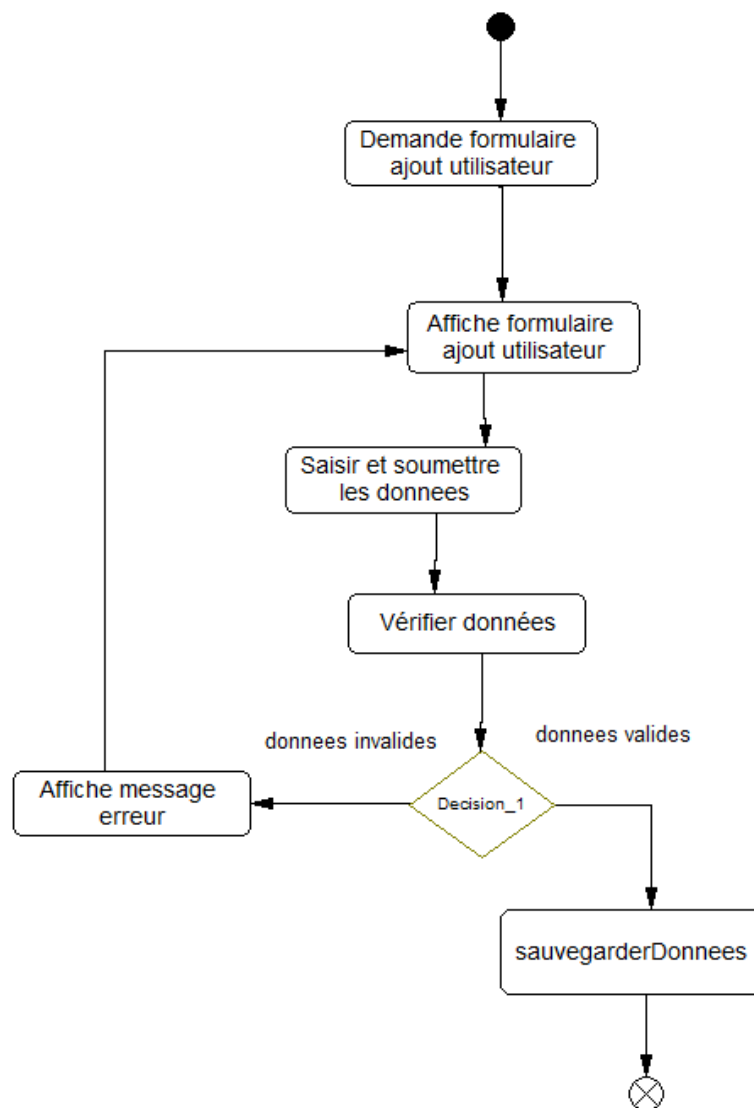 Demande formulaire
ajout utilisateur
Affiche formulaire
ajout utilisateur
Saisir et soumettre
les donnees
Vérifier données
donnees invalides
donnees valides
Affiche message
erreur
Decision_1
sauvegarderDonnees